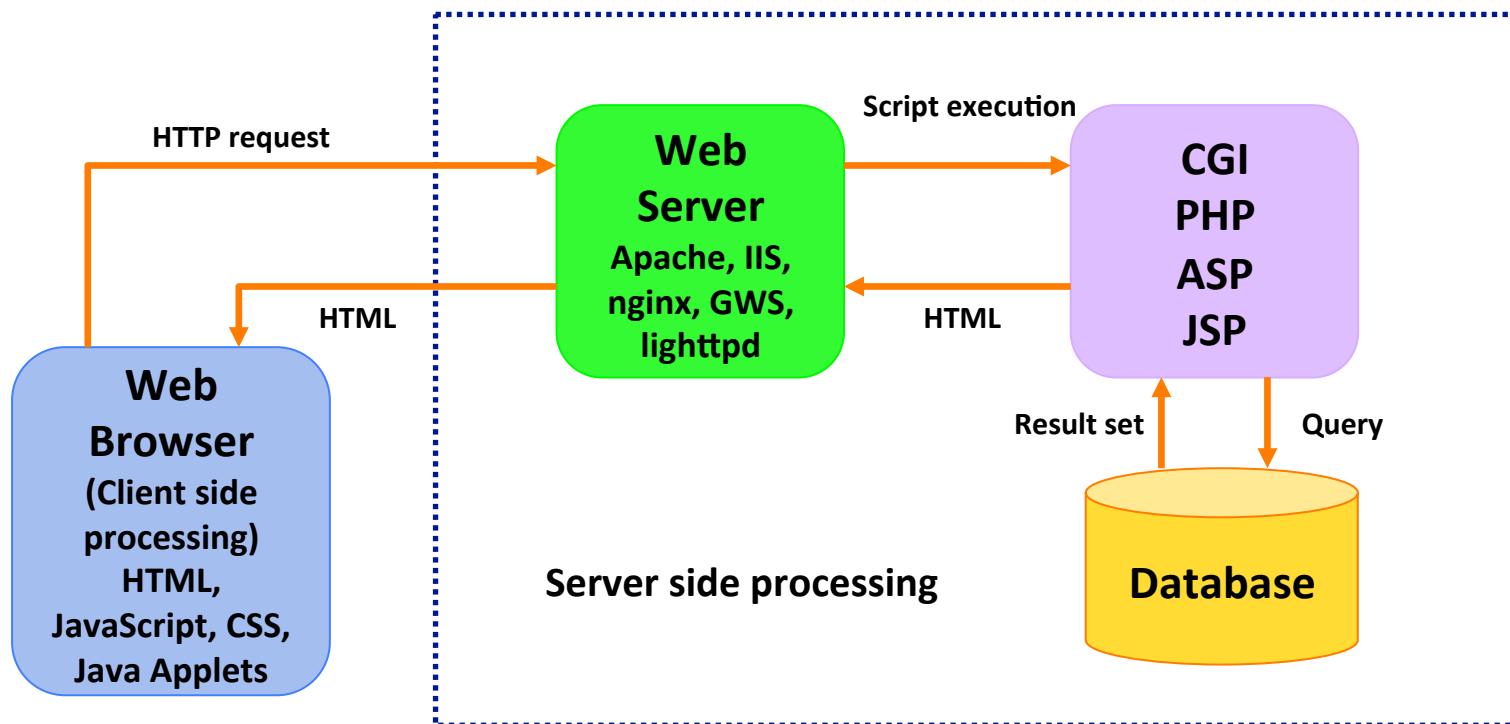 Script execution
HTTP request
Web
Server
Apache, IIS,
nginx, GWS,
lighttpd
CGI
PHP
ASP
JSP
HTML
HTML
Web
Browser
(Client side
processing)
HTML,
JavaScript, CSS,
Java Applets
Result set
Query
Server side processing
Database